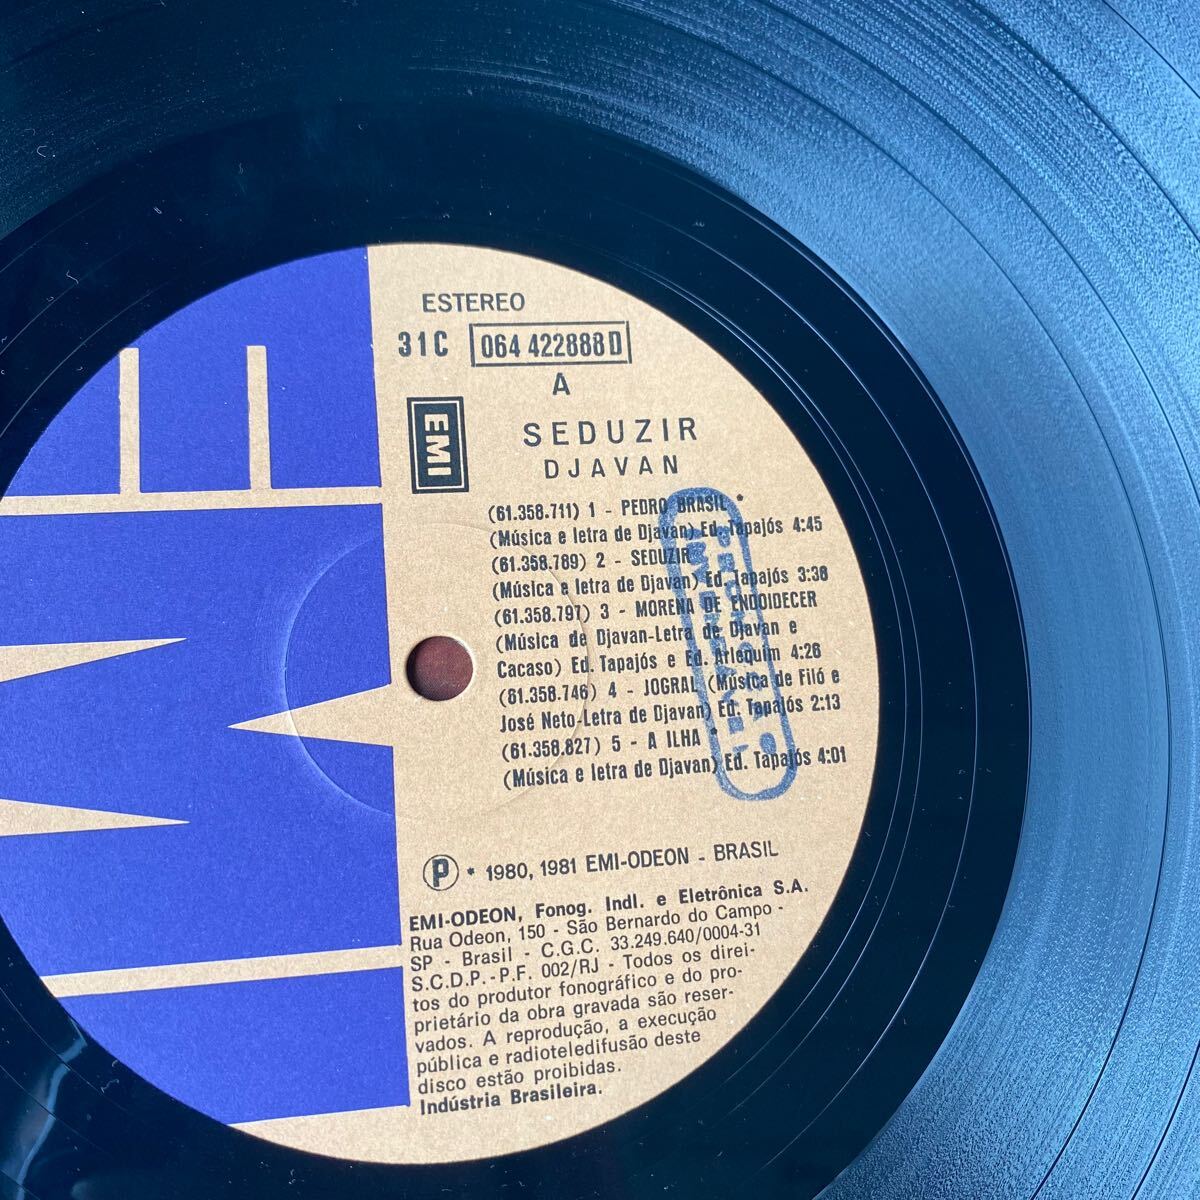 ESTEREO
31C 064 422888D
A
EMI
SEDUZIR
DJAVAN
(61.358.711) 1 - PEDRO BRASIL *
(Música e letra de Djavan) Ed. Tapajós 4:45
(61.358.789) 2 - SEDUZIR
(Música e letra de Djavan) Ed. Tapajós 3:38
(61.358.797) 3 - MORENA DE ENDOIDECER
(Música de Djavan-Letra de Djavan e
Cacaso) Ed. Tapajós e Ed. Arlequim 4:26
(61.358.746) 4 - JOGRAL (Música de Filó e
José Neto-Letra de Djavan) Ed. Tapajós 2:13
(61.358.827) 5 - A ILHA *
(Música e letra de Djavan) Ed. Tapajós 4:01
P * 1980, 1981 EMI-ODEON - BRASIL
EMI-ODEON, Fonog. Indl. e Eletrônica S.A.
Rua Odeon, 150 - São Bernardo do Campo -
SP - Brasil - C.G.C. 33.249.640/0004-31
S.C.D.P. - P.F. 002/RJ - Todos os direi-
tos do produtor fonográfico e do pro-
prietário da obra gravada são reser-
vados. A reprodução, a execução
pública e radioteledifusão deste
disco estão proibidas.
Indústria Brasileira.